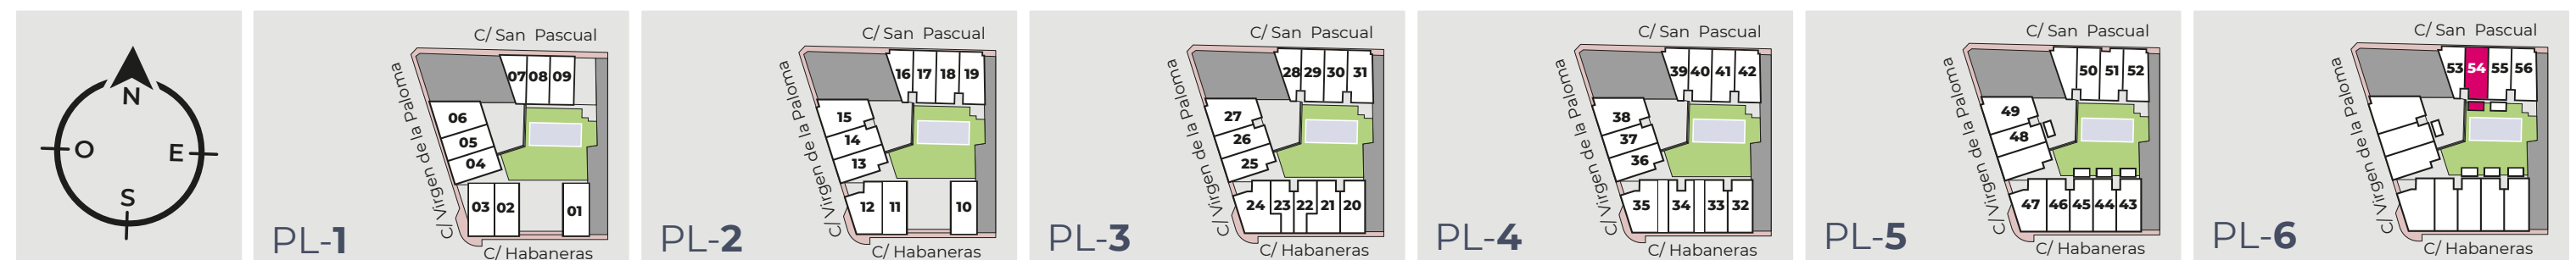 N
O E
S
C/ San Pascual
07 08 09
06
05
04
03 02 01
C/Virgen de la Paloma
C/ Habaneras
PL-1
C/ San Pascual
16 17 18 19
15
14
13
12 11 10
C/Virgen de la Paloma
C/ Habaneras
PL-2
C/ San Pascual
28 29 30 31
27
26
25
24 23 22 21 20
C/Virgen de la Paloma
C/ Habaneras
PL-3
C/ San Pascual
39 40 41 42
38
37
36
35 34 33 32
C/Virgen de la Paloma
C/ Habaneras
PL-4
C/ San Pascual
50 51 52
49
48
47 46 45 44 43
C/Virgen de la Paloma
C/ Habaneras
PL-5
C/ San Pascual
53 54 55 56
C/Virgen de la Paloma
C/ Habaneras
PL-6